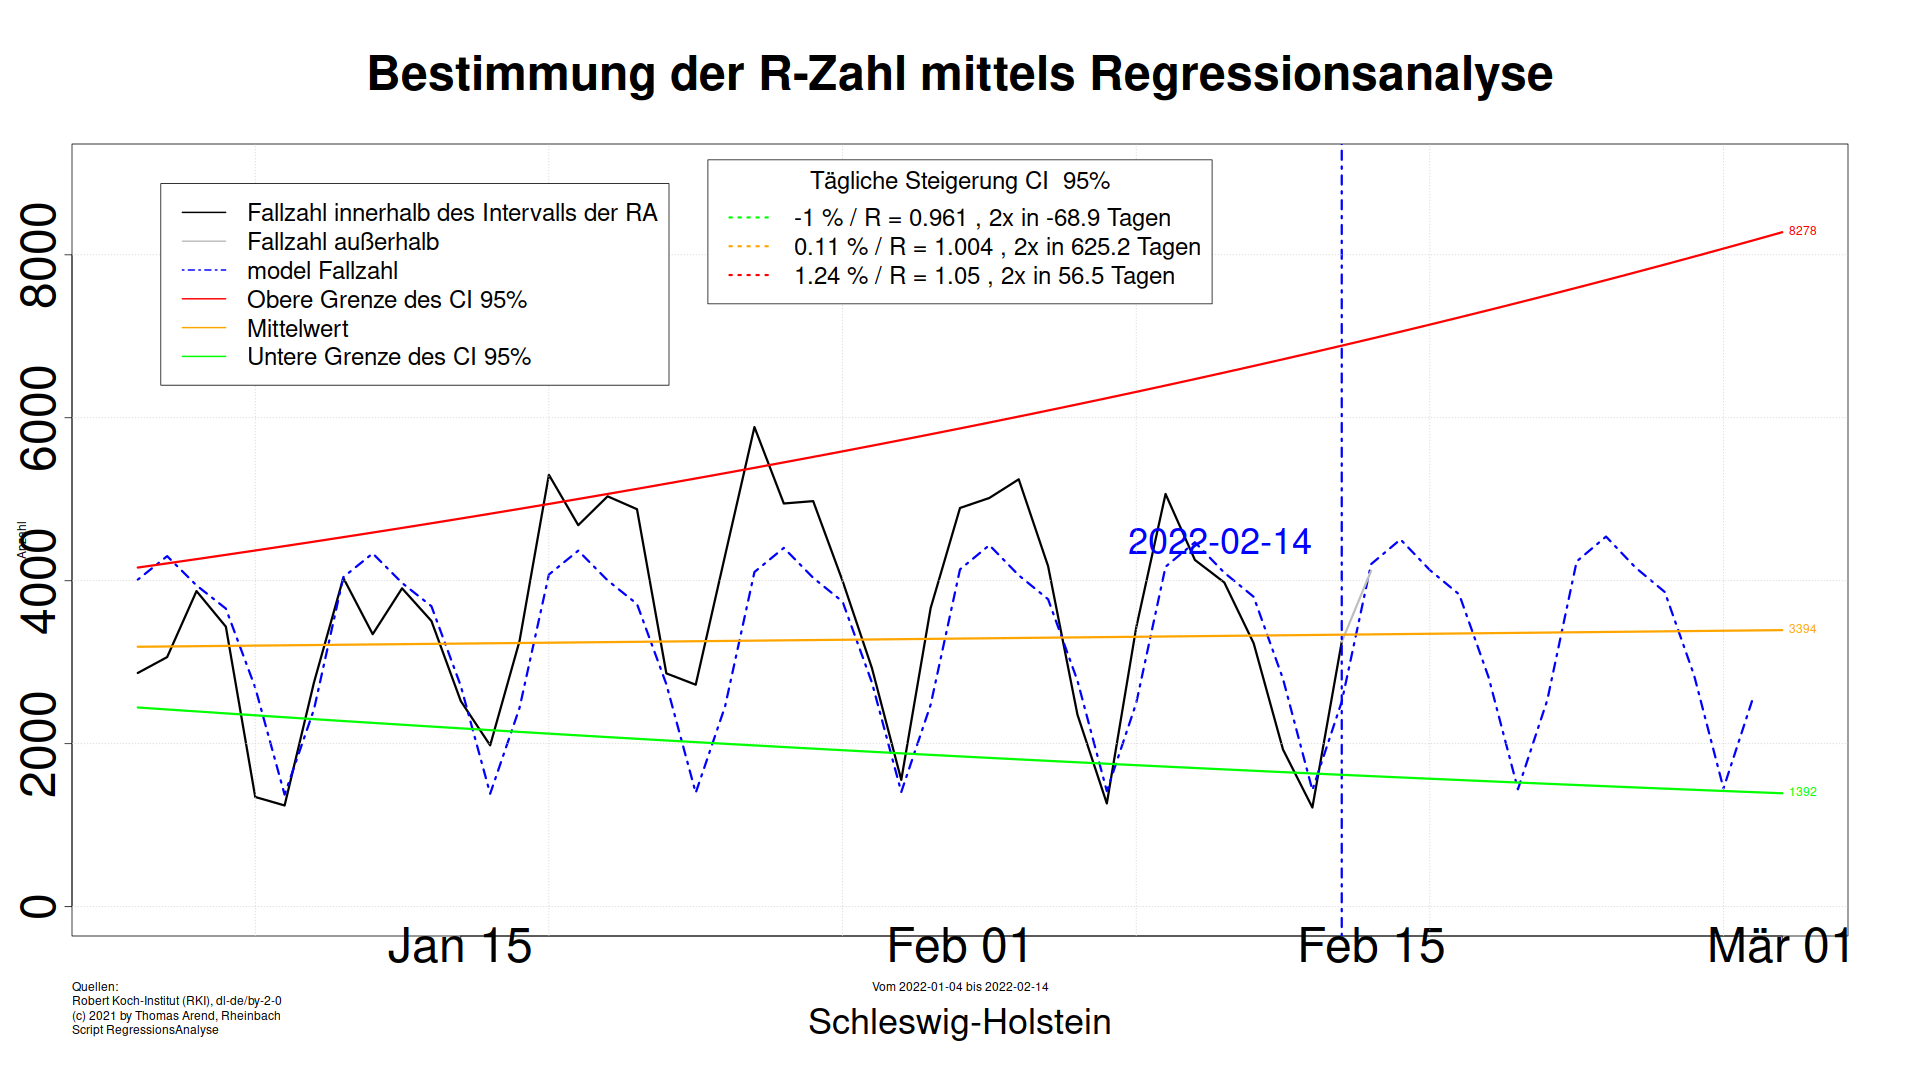 Bestimmung der R-Zahl mittels Regressionsanalyse
Fallzahl innerhalb des Intervalls der RA
Fallzahl außerhalb
model Fallzahl
Obere Grenze des CI 95%
Mittelwert
Untere Grenze des CI 95%
Tägliche Steigerung CI  95%
-1 % / R = 0.961 , 2x in -68.9 Tagen
0.11 % / R = 1.004 , 2x in 625.2 Tagen
1.24 % / R = 1.05 , 2x in 56.5 Tagen
8278
2022-02-14
3394
1392
Anzahl
8000
6000
4000
2000
0
Jan 15
Feb 01
Feb 15
Mär 01
Vom 2022-01-04 bis 2022-02-14
Schleswig-Holstein
Quellen:
Robert Koch-Institut (RKI), dl-de/by-2-0
(c) 2021 by Thomas Arend, Rheinbach
Script RegressionsAnalyse